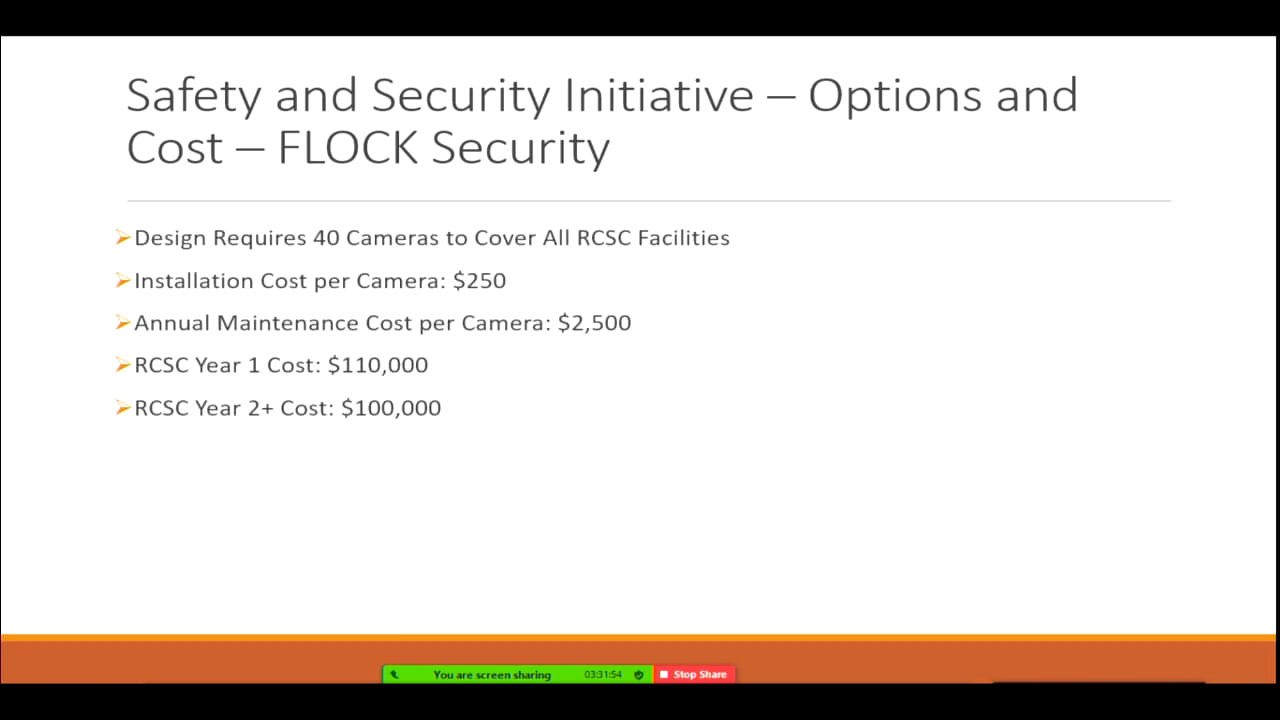 Safety and Security Initiative – Options and
Cost – FLOCK Security
Design Requires 40 Cameras to Cover All RCSC Facilities
Installation Cost per Camera: $250
Annual Maintenance Cost per Camera: $2,500
RCSC Year 1 Cost: $110,000
RCSC Year 2+ Cost: $100,000
You are screen sharing 03:31:54 Stop Share